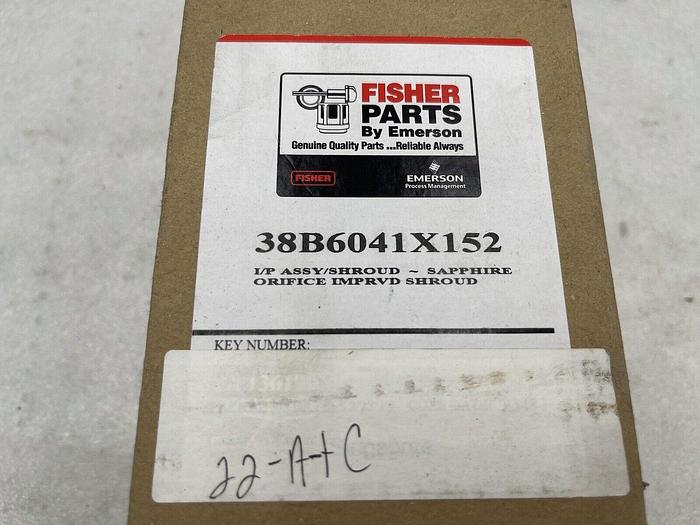 FISHER
PARTS
By Emerson
Genuine Quality Parts ...Reliable Always
FISHER
EMERSON
Process Management
38B6041X152
I/P ASSY/SHROUD ~ SAPPHIRE
ORIFICE IMPRVD SHROUD
KEY NUMBER:
22-A+C